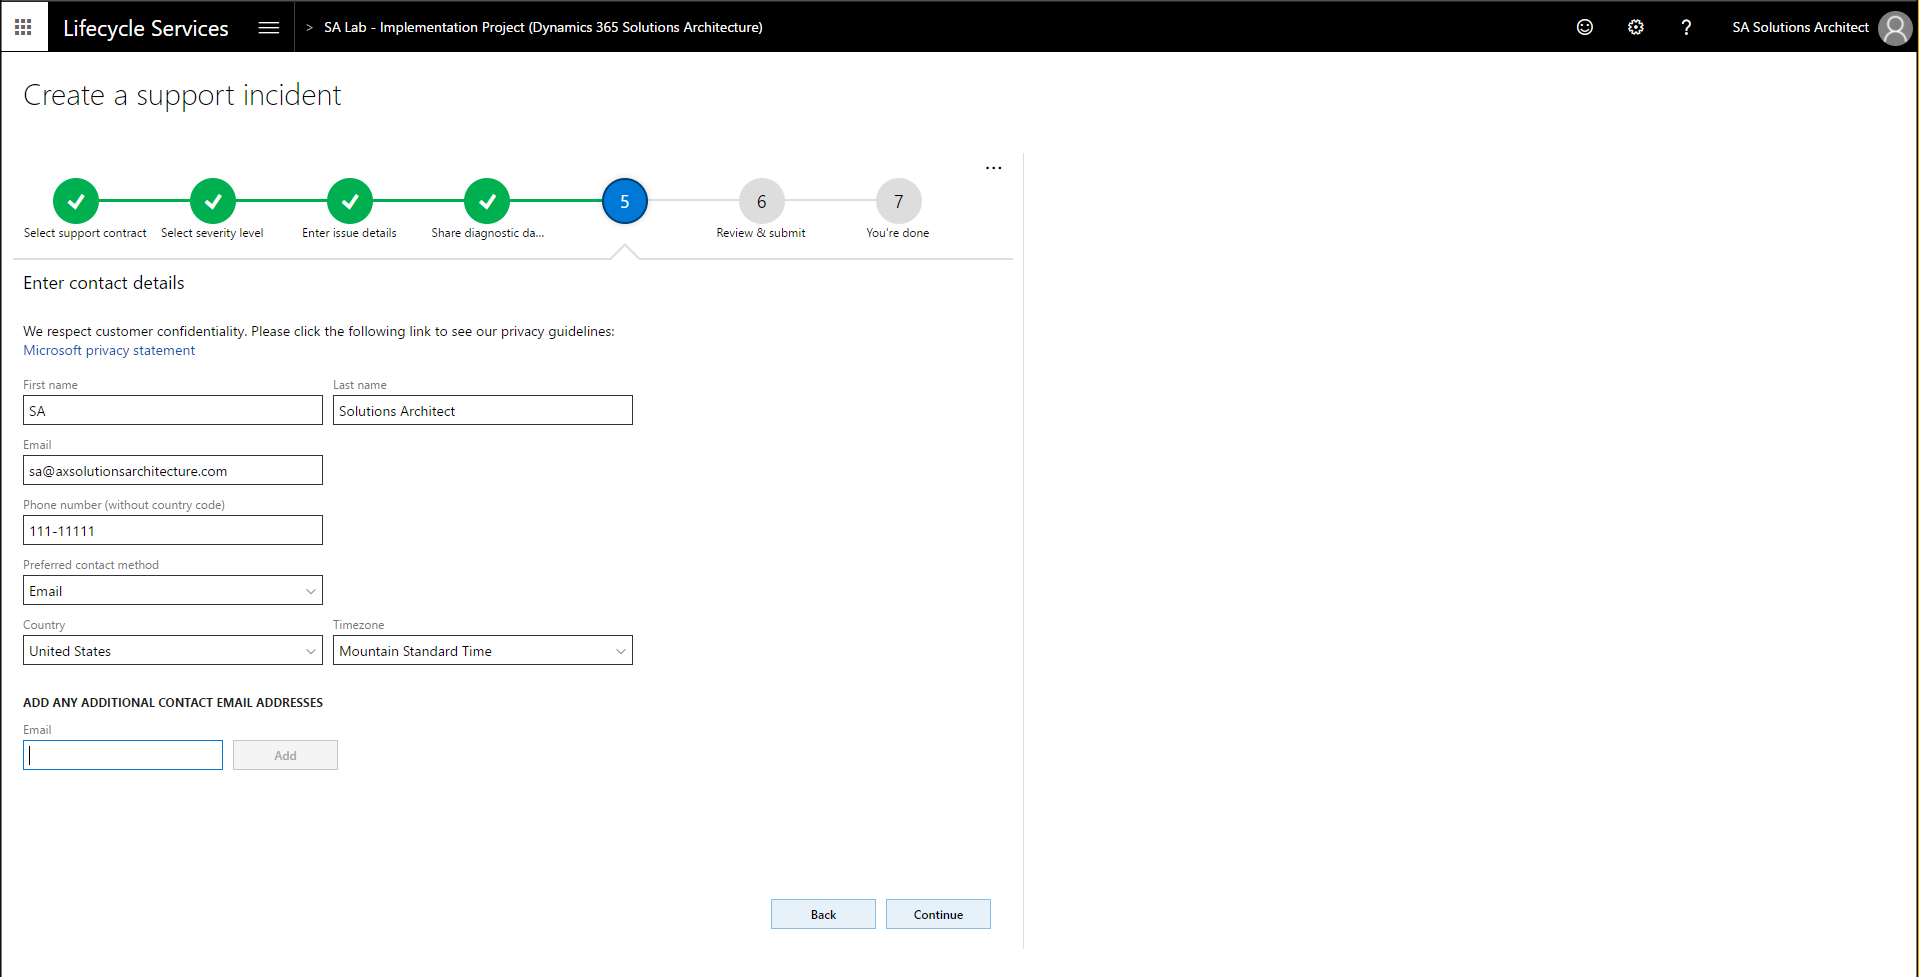 Lifecycle Services > SA Lab - Implementation Project (Dynamics 365 Solutions Architecture) ? SA Solutions Architect
Create a support incident
...
5 6 7
Select support contract Select severity level Enter issue details Share diagnostic da... Review & submit You're done
Enter contact details
We respect customer confidentiality. Please click the following link to see our privacy guidelines:
Microsoft privacy statement
First name Last name
SA Solutions Architect
Email
sa@axsolutionsarchitecture.com
Phone number (without country code)
111-11111
Preferred contact method
Email
Country Timezone
United States Mountain Standard Time
ADD ANY ADDITIONAL CONTACT EMAIL ADDRESSES
Email
Add
Back Continue